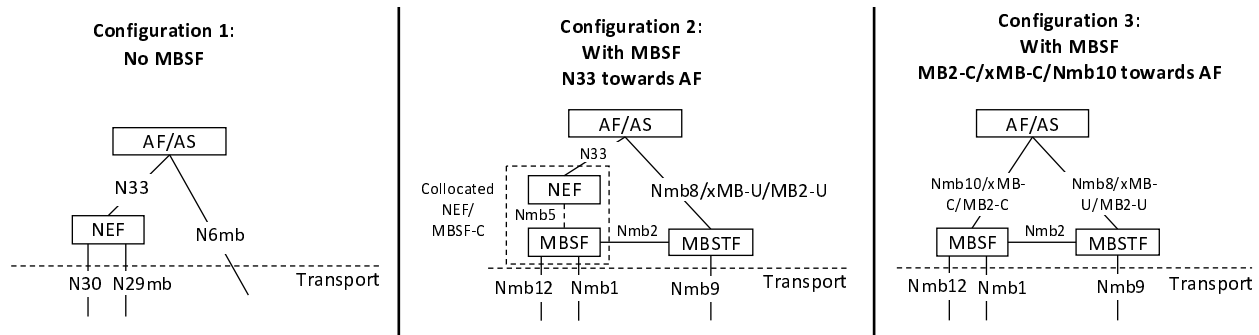 Configuration 1:
No MBSF
AF/AS
N33
NEF
N6mb
Transport
N30
N29mb
Configuration 2:
With MBSF
N33 towards AF
AF/AS
N33
Collocated
NEF/
MBSF-C
NEF
Nmb8/xMB-U/MB2-U
Nmb5
Nmb2
MBSF
MBSTF
Transport
Nmb12
Nmb1
Nmb9
Configuration 3:
With MBSF
MB2-C/xMB-C/Nmb10 towards AF
AF/AS
Nmb10/xMB-
C/MB2-C
Nmb8/xMB-
U/MB2-U
Nmb2
MBSF
MBSTF
Transport
Nmb12
Nmb1
Nmb9